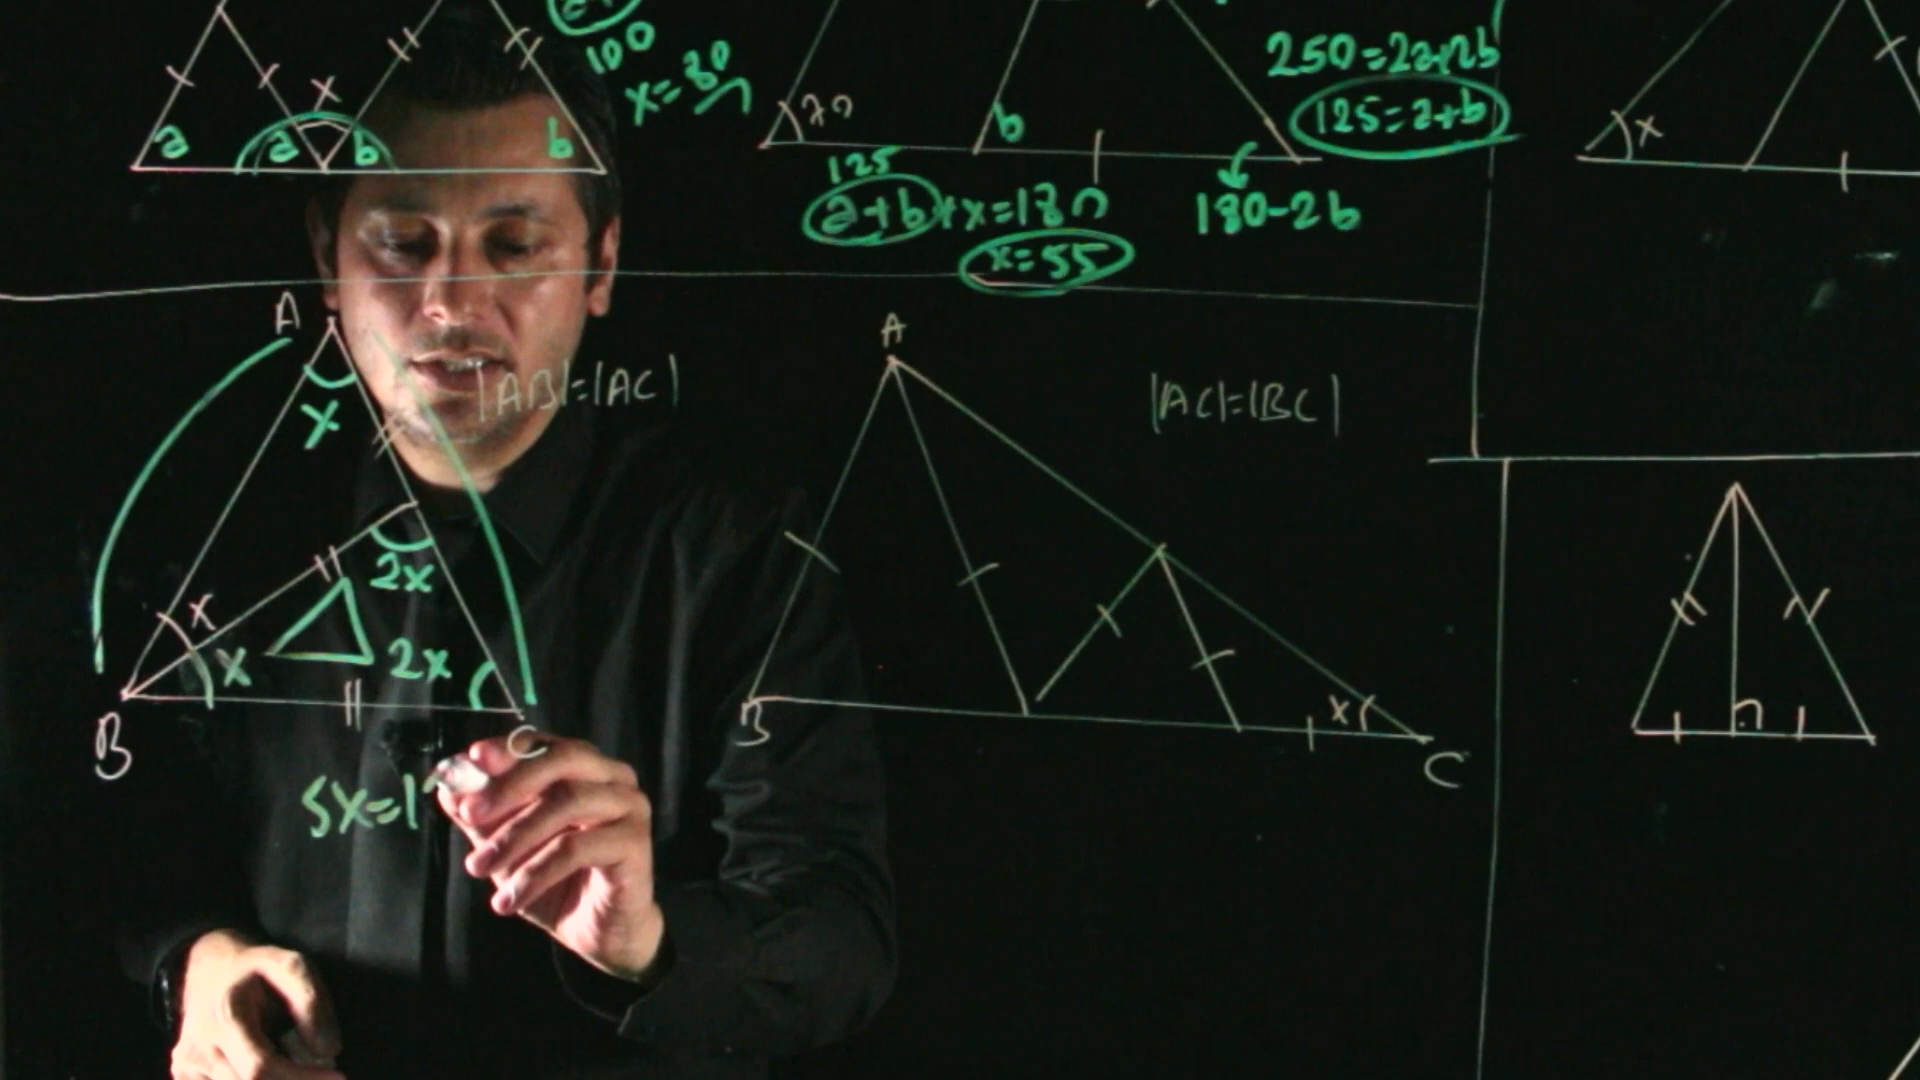 100
x=80
x
a a b b
70
b
125
a+b+x=180
x=55
180-2b
250=2a+2b
125=a+b
x
A
x
|AB|=|AC|
2x
x
x
2x
B
C
5x=1
A
|AC|=|BC|
x
B
C